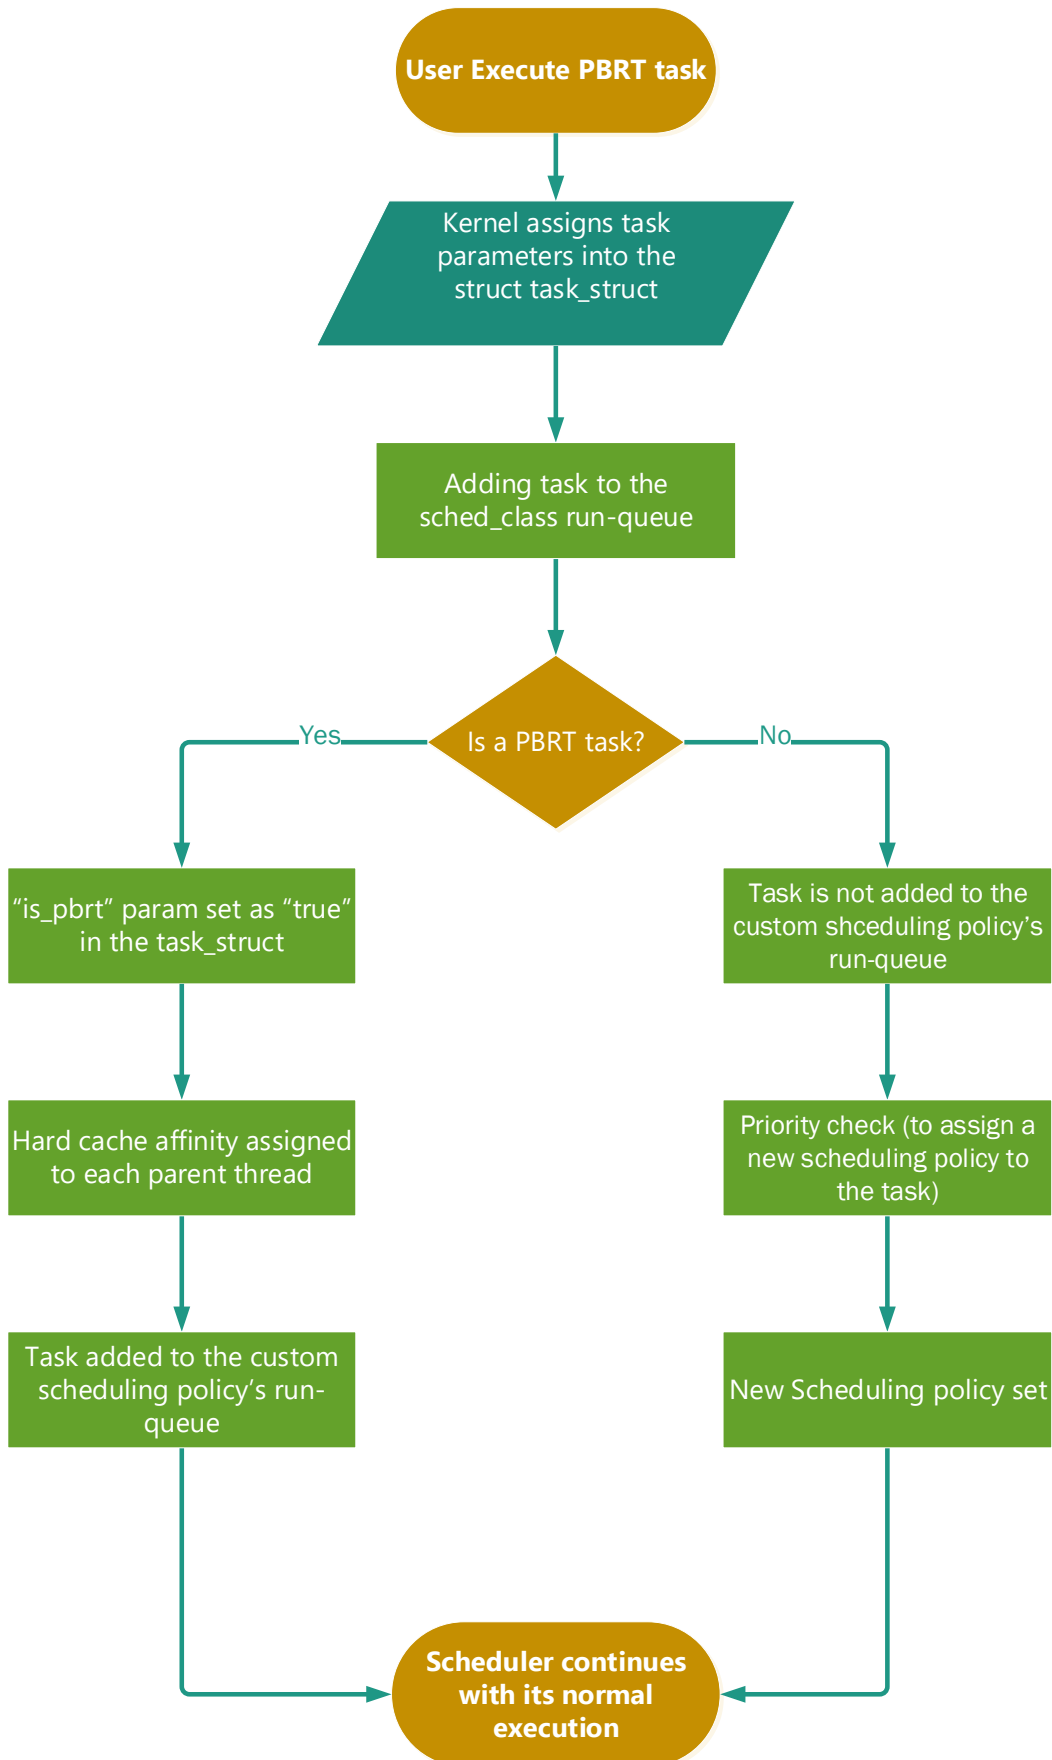 User Execute PBRT task
Kernel assigns task
parameters into the
struct task_struct
Adding task to the
sched_class run-queue
Is a PBRT task?
Yes
No
“is_pbrt” param set as “true”
in the task_struct
Task is not added to the
custom shceduling policy’s
run-queue
Hard cache affinity assigned
to each parent thread
Priority check (to assign a
new scheduling policy to
the task)
Task added to the custom
scheduling policy’s run-
queue
New Scheduling policy set
Scheduler continues
with its normal
execution